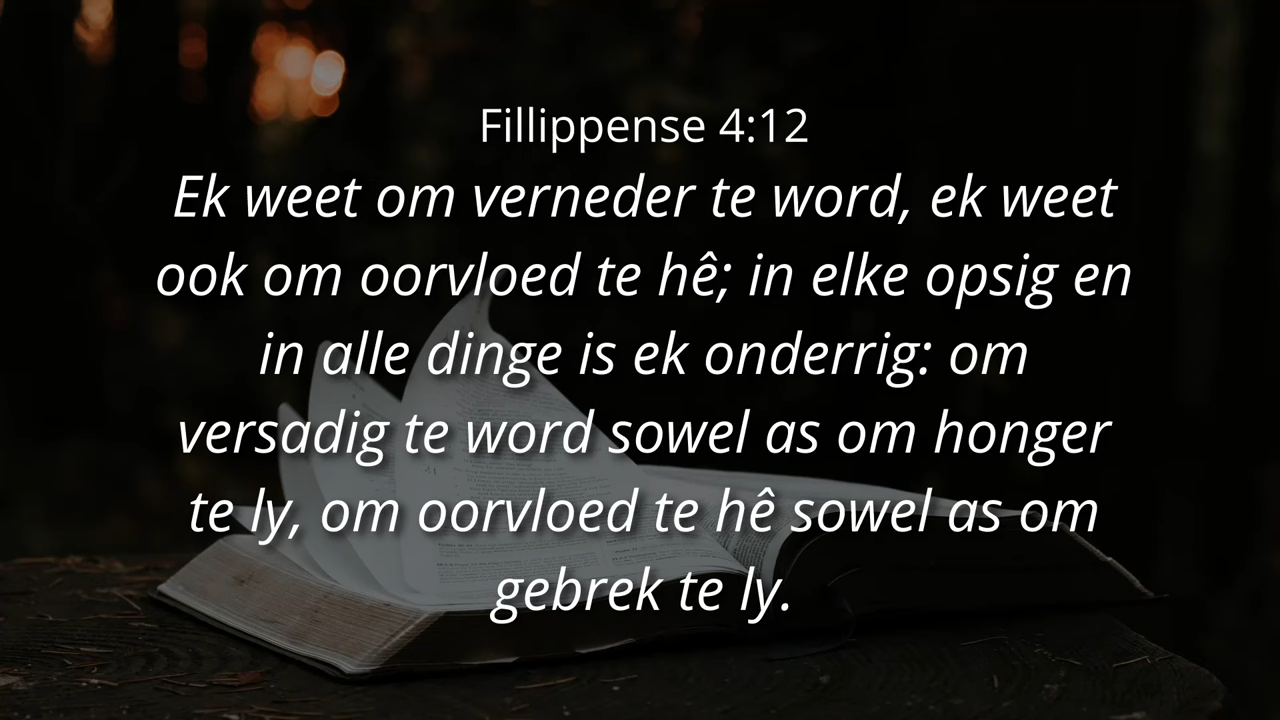 Fillippense 4:12
Ek weet om verneder te word, ek weet
ook om oorvloed te hê; in elke opsig en
in alle dinge is ek onderrig: om
versadig te word sowel as om honger
te ly, om oorvloed te hê sowel as om
gebrek te ly.